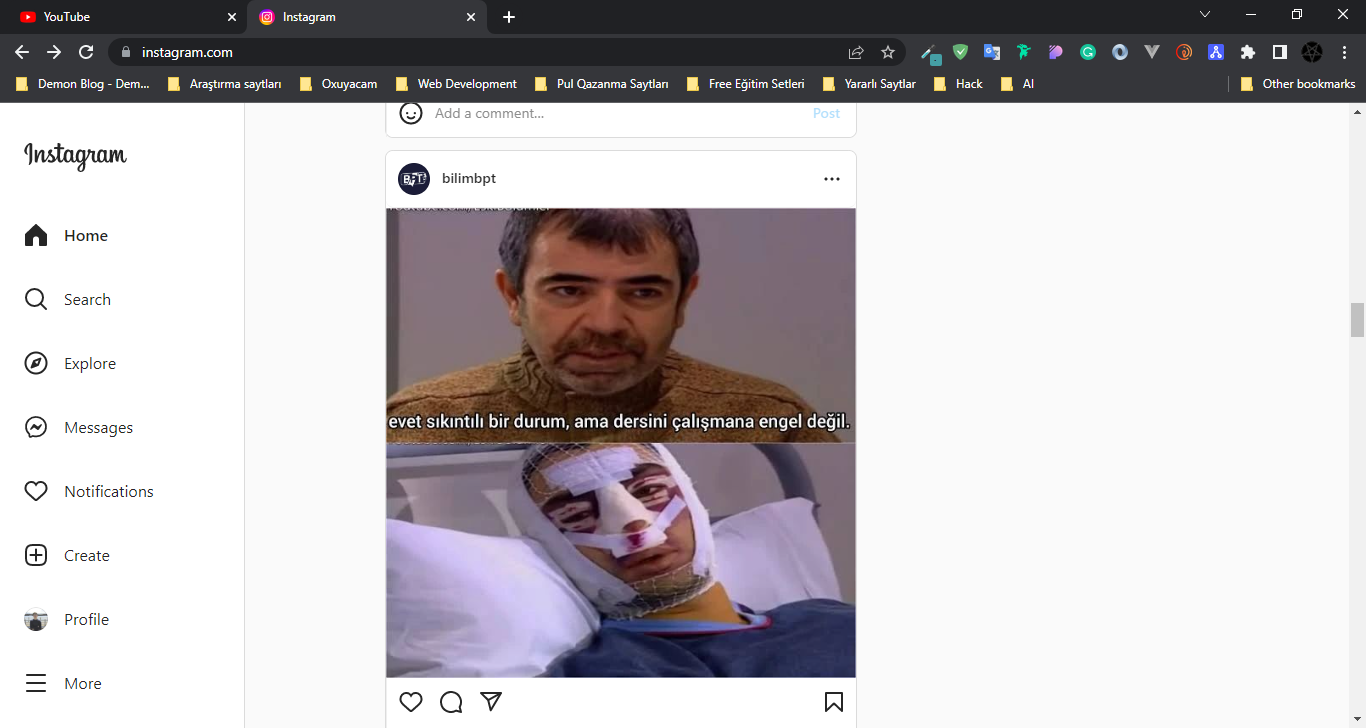 YouTube
Instagram
instagram.com
Demon Blog - Dem...
Araştırma saytları
Oxuyacam
Web Development
Pul Qazanma Saytları
Free Eğitim Setleri
Yararlı Saytlar
Hack
AI
Other bookmarks
Instagram
Home
Search
Explore
Messages
Notifications
Create
Profile
More
Add a comment...
Post
BPT
bilimbpt
evet sıkıntılı bir durum, ama dersini çalışmana engel değil.